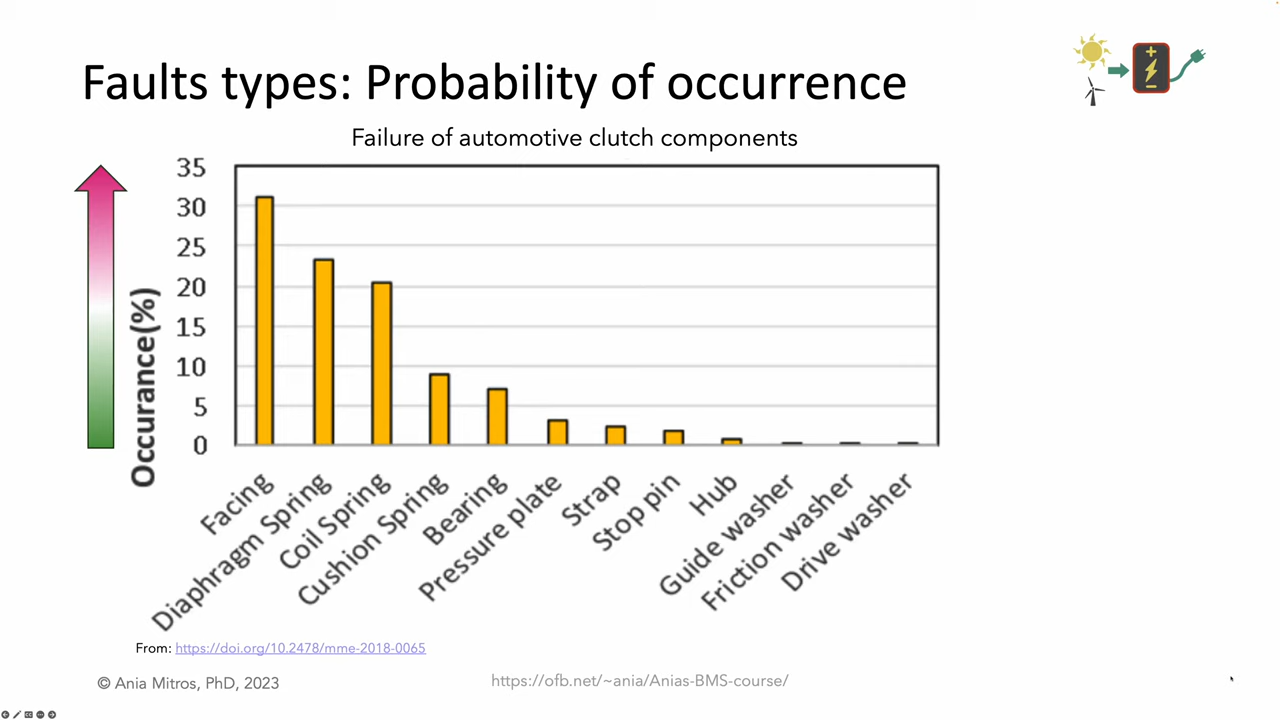 Faults types: Probability of occurrence
Failure of automotive clutch components
35
30
25
20
15
10
5
0
Occurance(%)
Facing
Diaphragm Spring
Coil Spring
Cushion Spring
Bearing
Pressure plate
Strap
Stop pin
Hub
Guide washer
Friction washer
Drive washer
From: https://doi.org/10.2478/mme-2018-0065
© Ania Mitros, PhD, 2023
https://ofb.net/~ania/Anias-BMS-course/